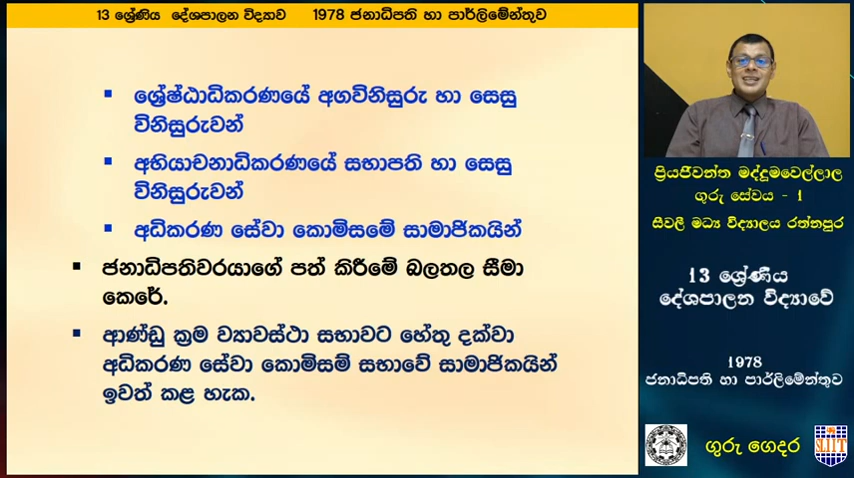 13 ශ්‍රේණිය දේශපාලන විද්‍යාව 1978 ජනාධිපති හා පාර්ලිමේන්තුව
ශ්‍රේෂ්ඨාධිකරණයේ අගවිනිසුරු හා සෙසු
විනිසුරුවන්
අභියාචනාධිකරණයේ සභාපති හා සෙසු
විනිසුරුවන්
අධිකරණ සේවා කොමිසමේ සාමාජිකයින්
ජනාධිපතිවරයාගේ පත් කිරීමේ බලතල සීමා
කෙරේ.
ආණ්ඩු ක්‍රම ව්‍යාවස්ථා සභාවට හේතු දක්වා
අධිකරණ සේවා කොමිසම් සභාවේ සාමාජිකයින්
ඉවත් කළ හැක.
ප්‍රියජීවන්ත මද්දුමවෙල්ලාල
ගුරු සේවය - 1
සීවලී මධ්‍ය විද්‍යාලය රත්නපුර
13 ශ්‍රේණිය
දේශපාලන විද්‍යාවේ
1978
ජනාධිපති හා පාර්ලිමේන්තුව
ගුරු ගෙදර
SLIIT